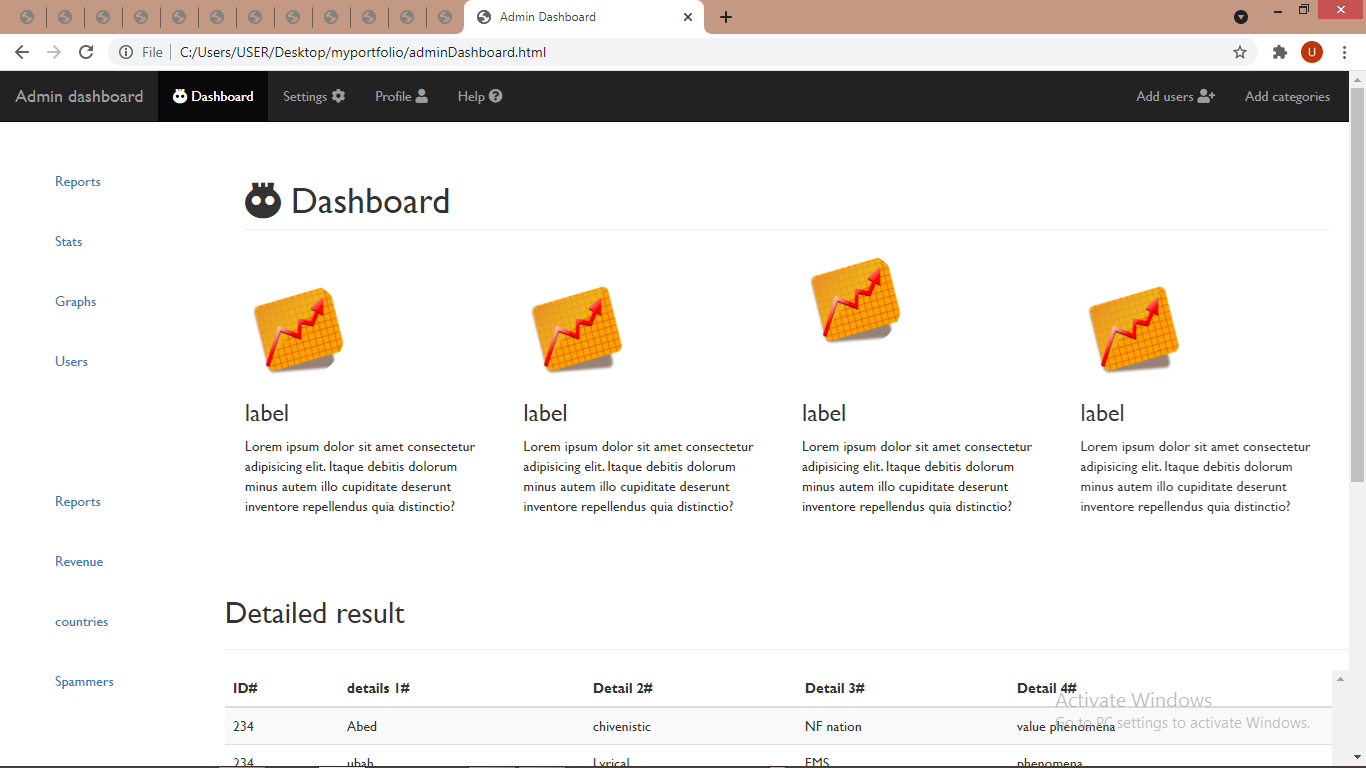 Admin Dashboard
File C:/Users/USER/Desktop/myportfolio/adminDashboard.html
U
Admin dashboard Dashboard Settings Profile Help Add users Add categories
Reports
Stats
Graphs
Users
Reports
Revenue
countries
Spammers
Dashboard
label
Lorem ipsum dolor sit amet consectetur
adipisicing elit. Itaque debitis dolorum
minus autem illo cupiditate deserunt
inventore repellendus quia distinctio?
label
Lorem ipsum dolor sit amet consectetur
adipisicing elit. Itaque debitis dolorum
minus autem illo cupiditate deserunt
inventore repellendus quia distinctio?
label
Lorem ipsum dolor sit amet consectetur
adipisicing elit. Itaque debitis dolorum
minus autem illo cupiditate deserunt
inventore repellendus quia distinctio?
label
Lorem ipsum dolor sit amet consectetur
adipisicing elit. Itaque debitis dolorum
minus autem illo cupiditate deserunt
inventore repellendus quia distinctio?
Detailed result
ID# details 1# Detail 2# Detail 3# Detail 4#
234 Abed chivenistic NF nation value phenomena
234 ubah Lyrical FMS phenomena
Activate Windows
Go to PC settings to activate Windows.